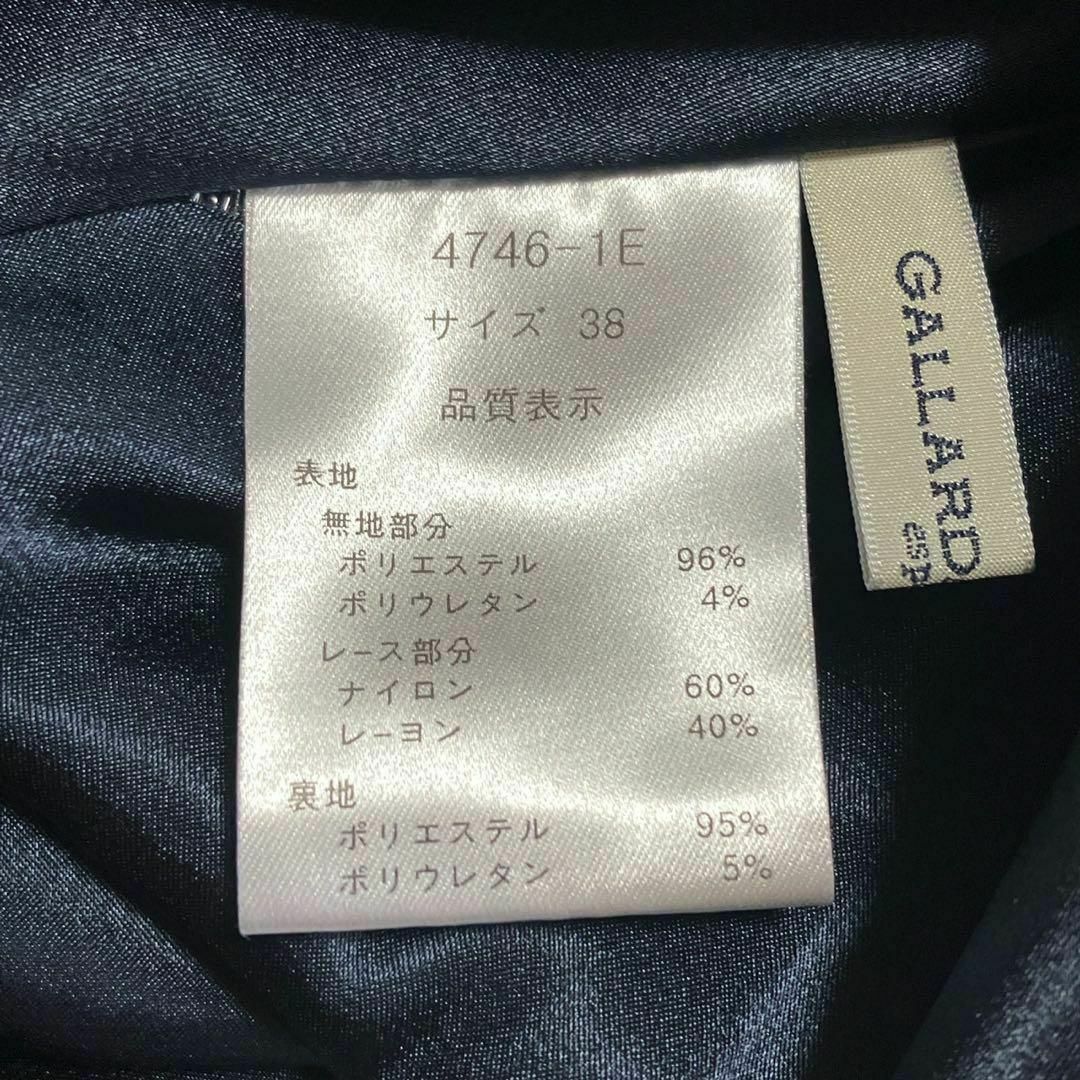 4746-1E
サイズ 38
品質表示
表地
無地部分
ポリエステル 96%
ポリウレタン 4%
レース部分
ナイロン 60%
レーヨン 40%
裏地
ポリエステル 95%
ポリウレタン 5%
GALLARD